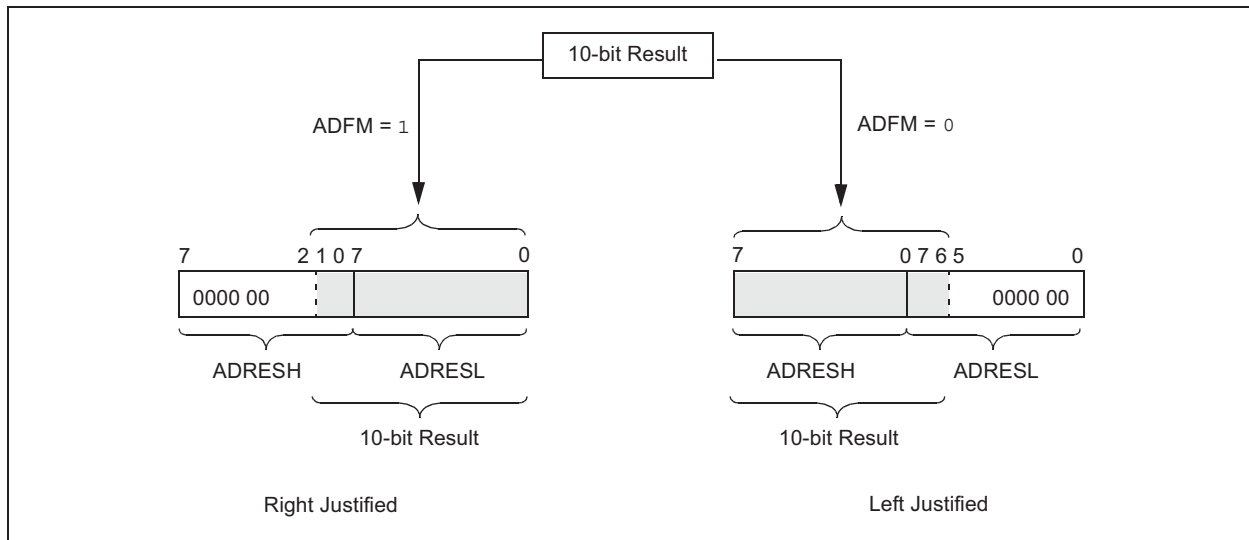 10-bit Result
ADFM = 1
ADFM = 0
7 2 1 0 7 0
7 0 7 6 5 0
0000 00
0000 00
ADRESH
ADRESL
ADRESH
ADRESL
10-bit Result
10-bit Result
Right Justified
Left Justified